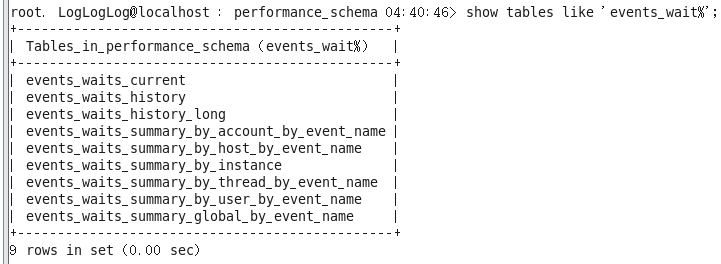 root. LogLogLog@localhost : performance_schema 04:40:46> show tables like 'events_wait%';
+-----------------------------------------------+
| Tables_in_performance_schema (events_wait%)   |
+-----------------------------------------------+
| events_waits_current                          |
| events_waits_history                          |
| events_waits_history_long                     |
| events_waits_summary_by_account_by_event_name |
| events_waits_summary_by_host_by_event_name    |
| events_waits_summary_by_instance              |
| events_waits_summary_by_thread_by_event_name  |
| events_waits_summary_by_user_by_event_name    |
| events_waits_summary_global_by_event_name     |
+-----------------------------------------------+
9 rows in set (0.00 sec)